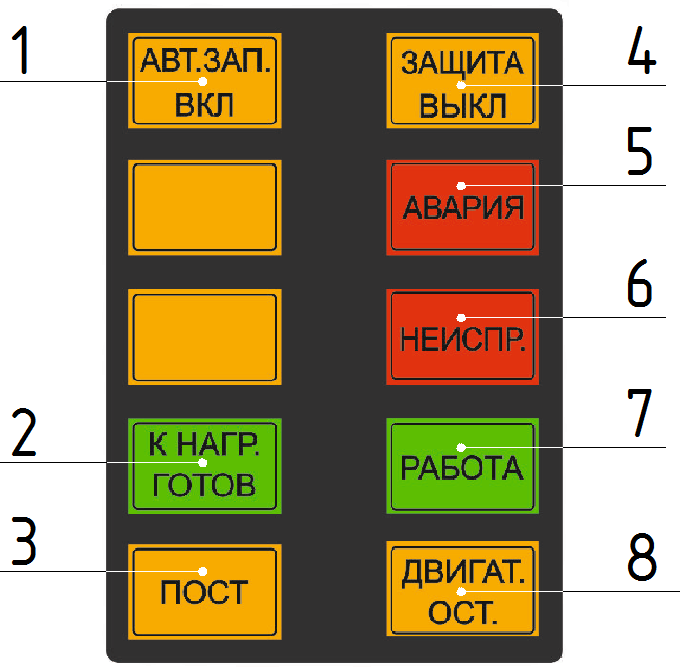 1
АВТ.ЗАП.
ВКЛ
4
ЗАЩИТА
ВЫКЛ
5
АВАРИЯ
6
НЕИСПР.
2
К НАГР.
ГОТОВ
7
РАБОТА
3
ПОСТ
8
ДВИГАТ.
ОСТ.